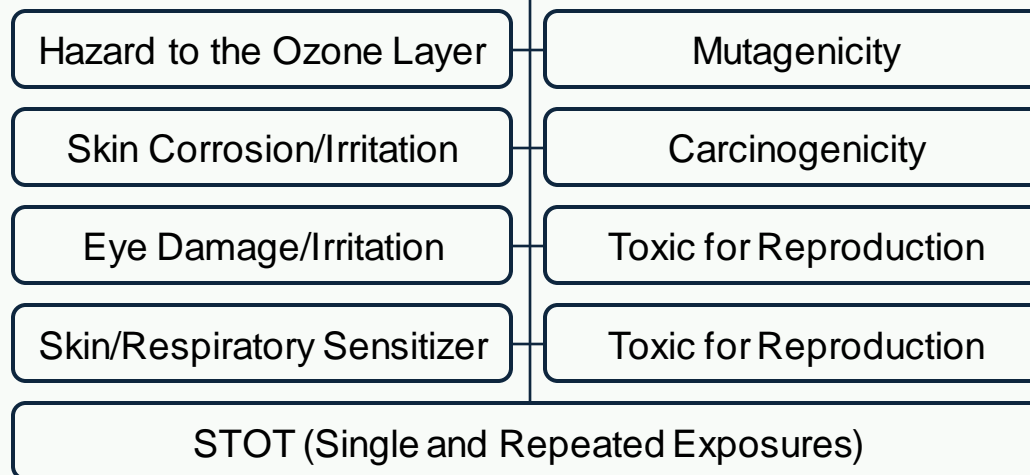 Hazard to the Ozone Layer
Mutagenicity
Skin Corrosion/Irritation
Carcinogenicity
Eye Damage/Irritation
Toxic for Reproduction
Skin/Respiratory Sensitizer
Toxic for Reproduction
STOT (Single and Repeated Exposures)